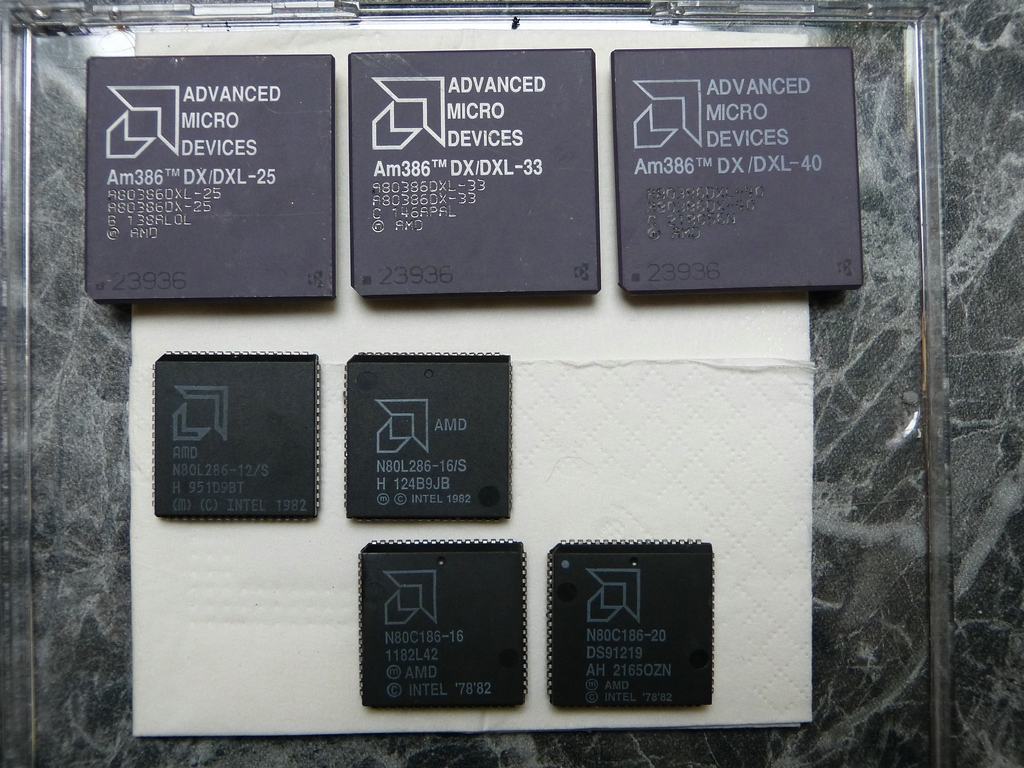 ADVANCED
MICRO
DEVICES
Am386™ DX/DXL-25
A80386DXL-25
A80386DX-25
B 138ALOL
Ⓜ AMD
23936
ADVANCED
MICRO
DEVICES
Am386™ DX/DXL-33
A80386DXL-33
A80386DX-33
C 146APAL
Ⓜ AMD
23936
ADVANCED
MICRO
DEVICES
Am386™ DX/DXL-40
Ⓜ AMD
23936
AMD
N80L286-12/S
H 951D9BT
(M) (C) INTEL 1982
AMD
N80L286-16/S
H 124B9JB
Ⓜ © INTEL 1982
N80C186-16
1182L42
Ⓜ AMD
© INTEL '78'82
N80C186-20
DS91219
AH 2165OZN
Ⓜ AMD
© INTEL '78'82